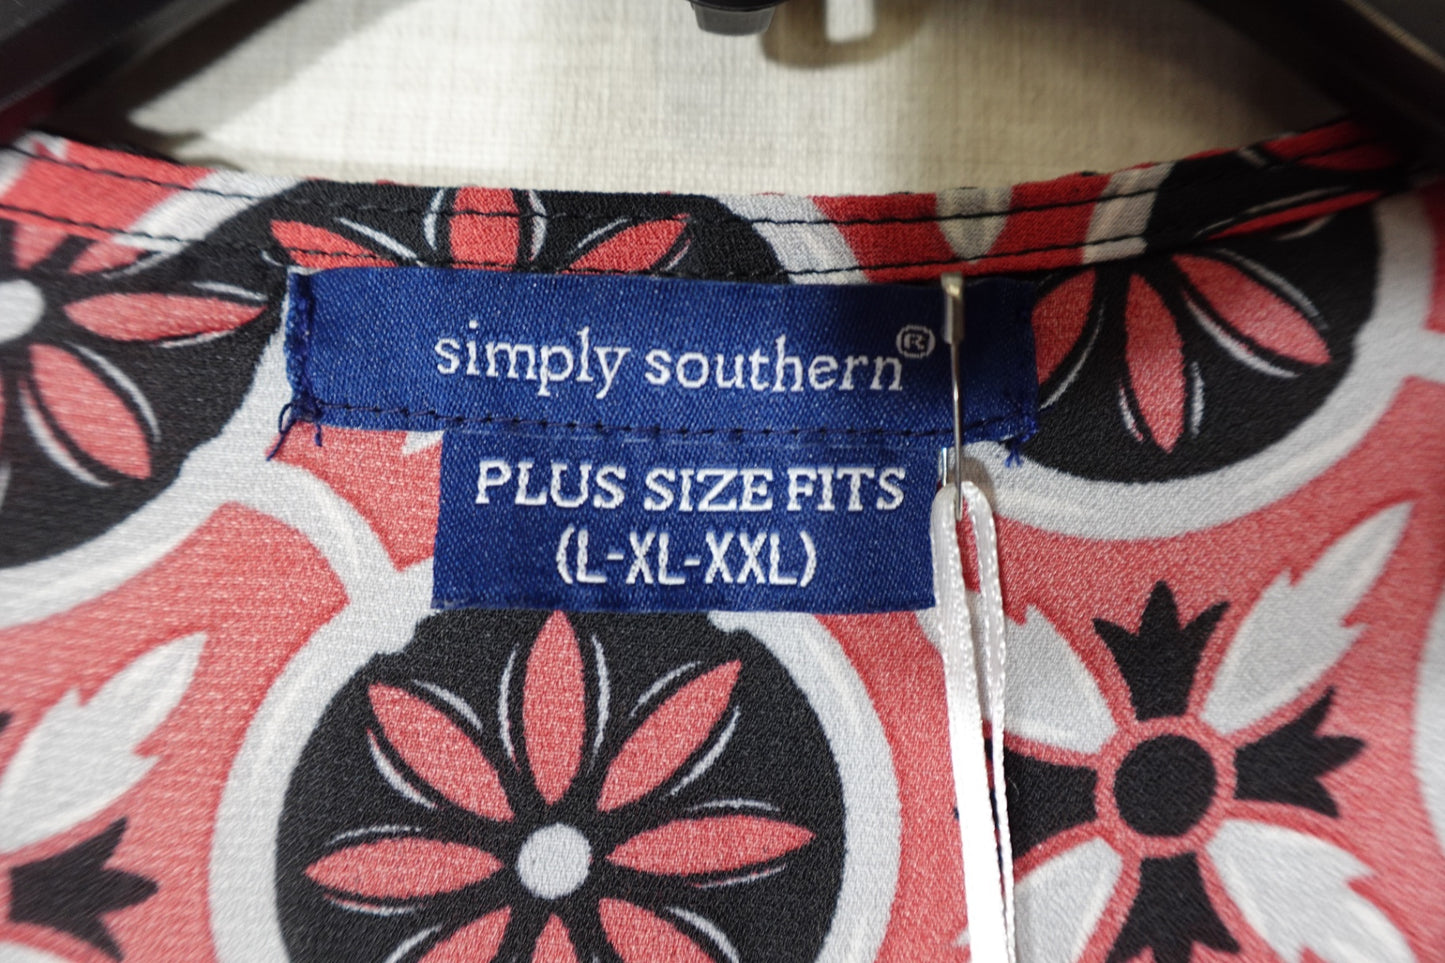 simply southern®
PLUS SIZE FITS
(L-XL-XXL)